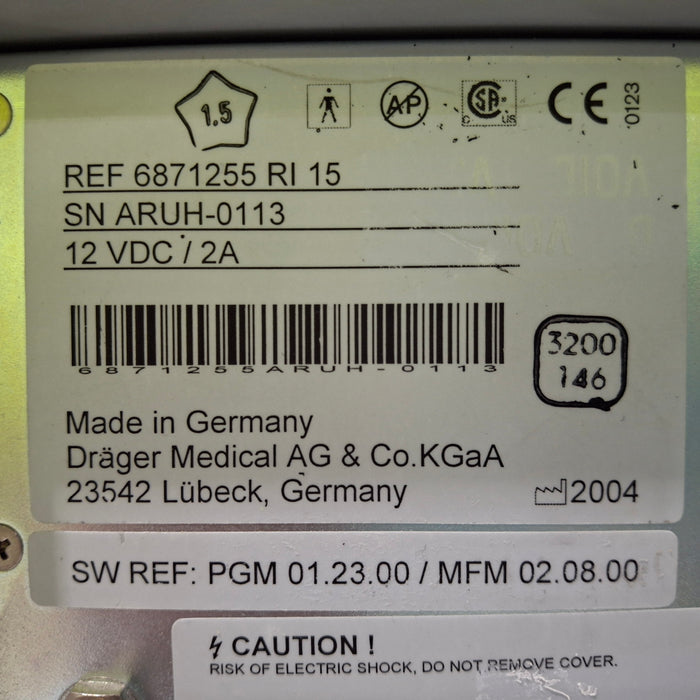 1.5 AP CSA C US CE 0123
REF 6871255 RI 15
SN ARUH-0113
12 VDC / 2A
6871255ARUH-0113
3200
146
Made in Germany
Dräger Medical AG & Co.KGaA
23542 Lübeck, Germany
2004
SW REF: PGM 01.23.00 / MFM 02.08.00
CAUTION !
RISK OF ELECTRIC SHOCK, DO NOT REMOVE COVER.